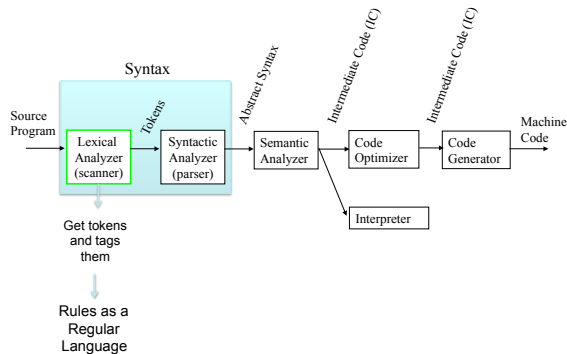 Syntax
Source
Program
Lexical
Analyzer
(scanner)
Tokens
Syntactic
Analyzer
(parser)
Abstract Syntax
Semantic
Analyzer
Intermediate Code (IC)
Code
Optimizer
Intermediate Code (IC)
Code
Generator
Machine
Code
Interpreter
Get tokens
and tags
them
Rules as a
Regular
Language